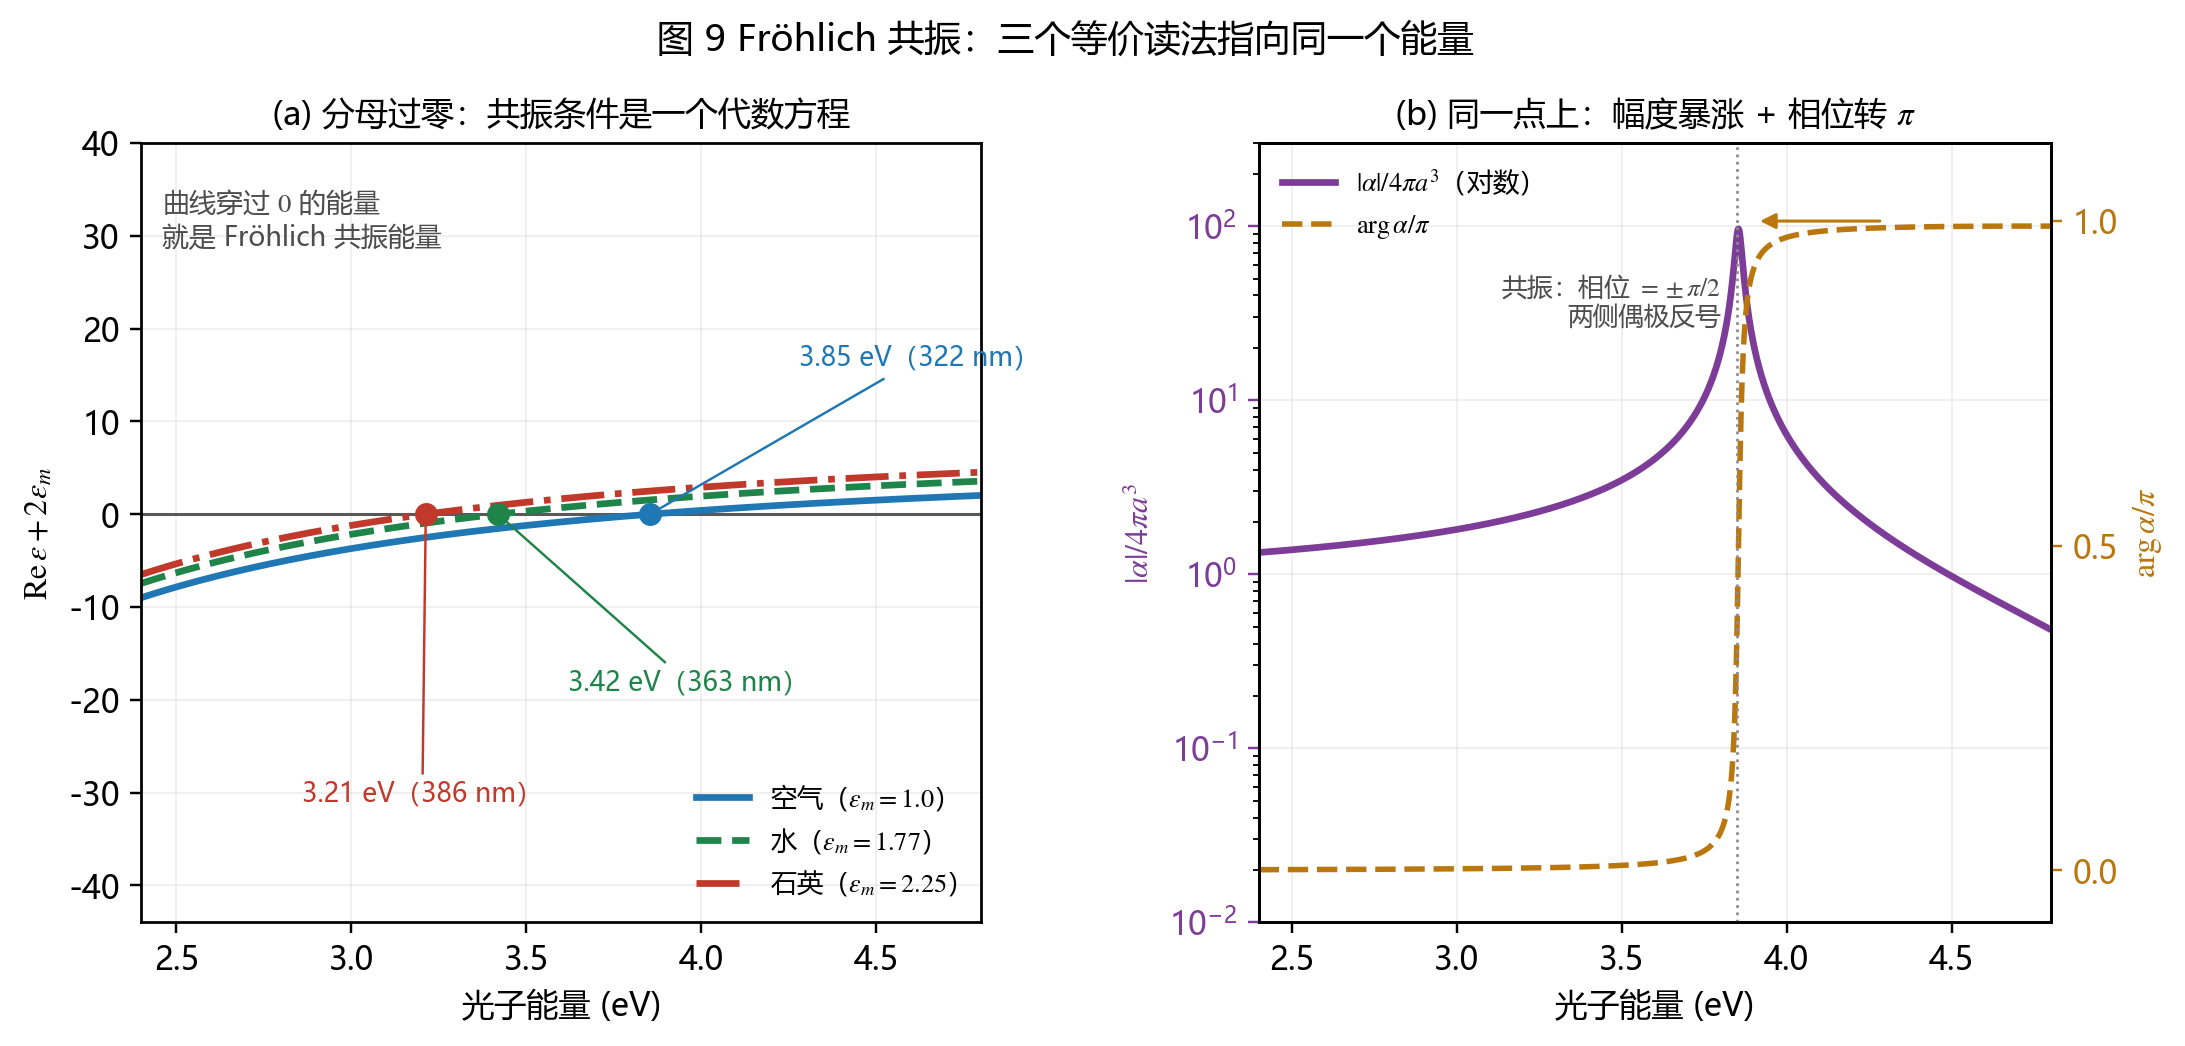 图 9 Fröhlich 共振：三个等价读法指向同一个能量
(a) 分母过零：共振条件是一个代数方程
曲线穿过 0 的能量
就是 Fröhlich 共振能量
3.85 eV（322 nm）
3.42 eV（363 nm）
3.21 eV（386 nm）
空气（εm=1.0）
水（εm=1.77）
石英（εm=2.25）
Re ε+2εm
40
30
20
10
0
-10
-20
-30
-40
2.5 3.0 3.5 4.0 4.5
光子能量 (eV)
(b) 同一点上：幅度暴涨 + 相位转 π
|α|/4πa³（对数）
arg α/π
共振：相位 = ± π/2
两侧偶极反号
|α|/4πa³
10²
10¹
10⁰
10⁻¹
10⁻²
1.0
0.5
0.0
arg α/π
2.5 3.0 3.5 4.0 4.5
光子能量 (eV)